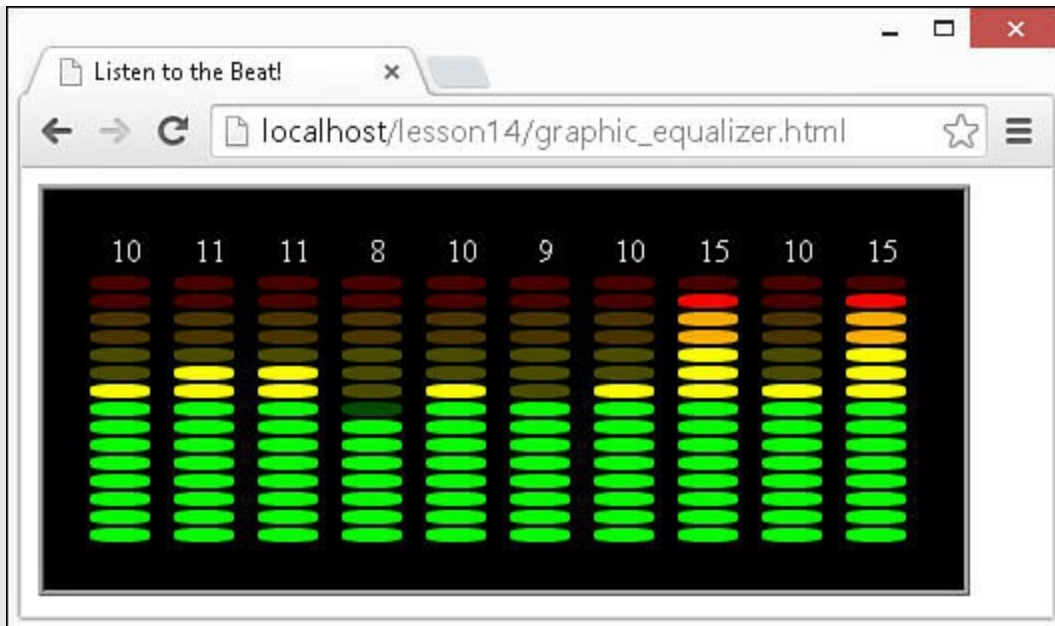 Listen to the Beat!
localhost/lesson14/graphic_equalizer.html
10 11 11 8 10 9 10 15 10 15